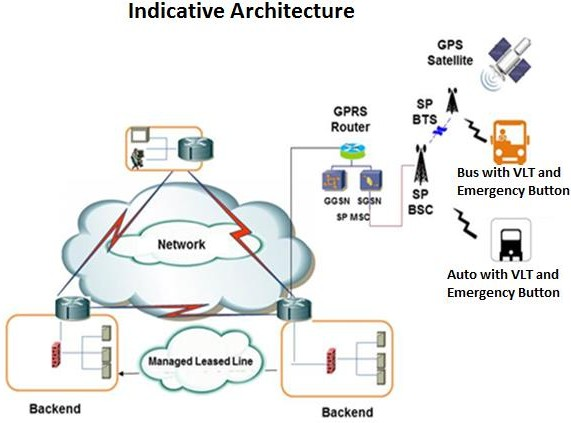 Indicative Architecture
GPS
Satellite
SP
BTS
GPRS
Router
Bus with VLT and
Emergency Button
GGSN
SGSN
SP MSC
SP
BSC
Network
Auto with VLT and
Emergency Button
Managed Leased Line
Backend
Backend